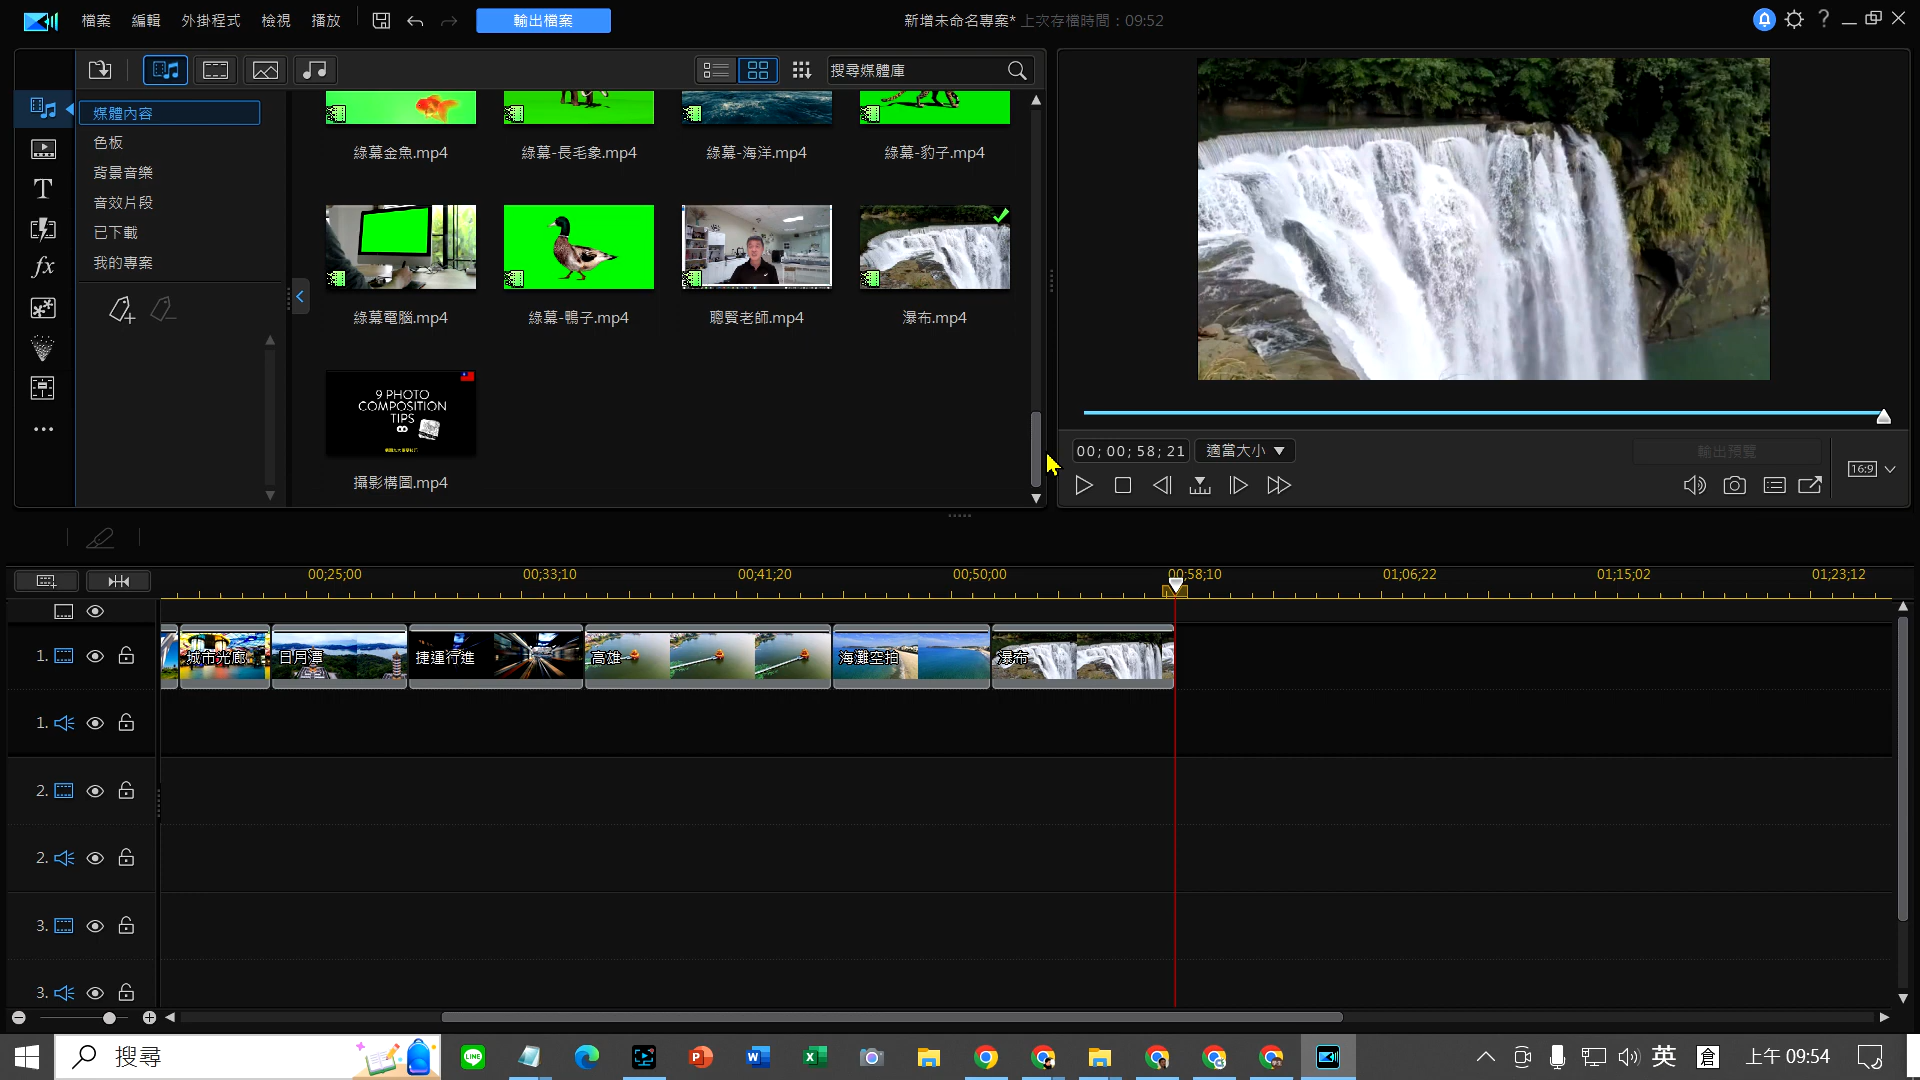 檔案 編輯 外掛程式 檢視 播放 輸出檔案 新增未命名專案* 上次存檔時間：09:52
搜尋媒體庫
媒體內容
色板
背景音樂
音效片段
已下載
我的專案
綠幕金魚.mp4 綠幕-長毛象.mp4 綠幕-海洋.mp4 綠幕-豹子.mp4
綠幕電腦.mp4 綠幕-鴨子.mp4 聰賢老師.mp4 瀑布.mp4
9 PHOTO
COMPOSITION
TIPS
攝影構圖.mp4
00; 00; 58; 21 適當大小 輸出預覽
16:9
00;25;00 00;33;10 00;41;20 00;50;00 00;58;10 01;06;22 01;15;02 01;23;12
1. 城市光廊 日月潭 捷運行進 高雄 海灘空拍 瀑布
1.
2.
2.
3.
3.
搜尋 LINE 英 倉 上午 09:54